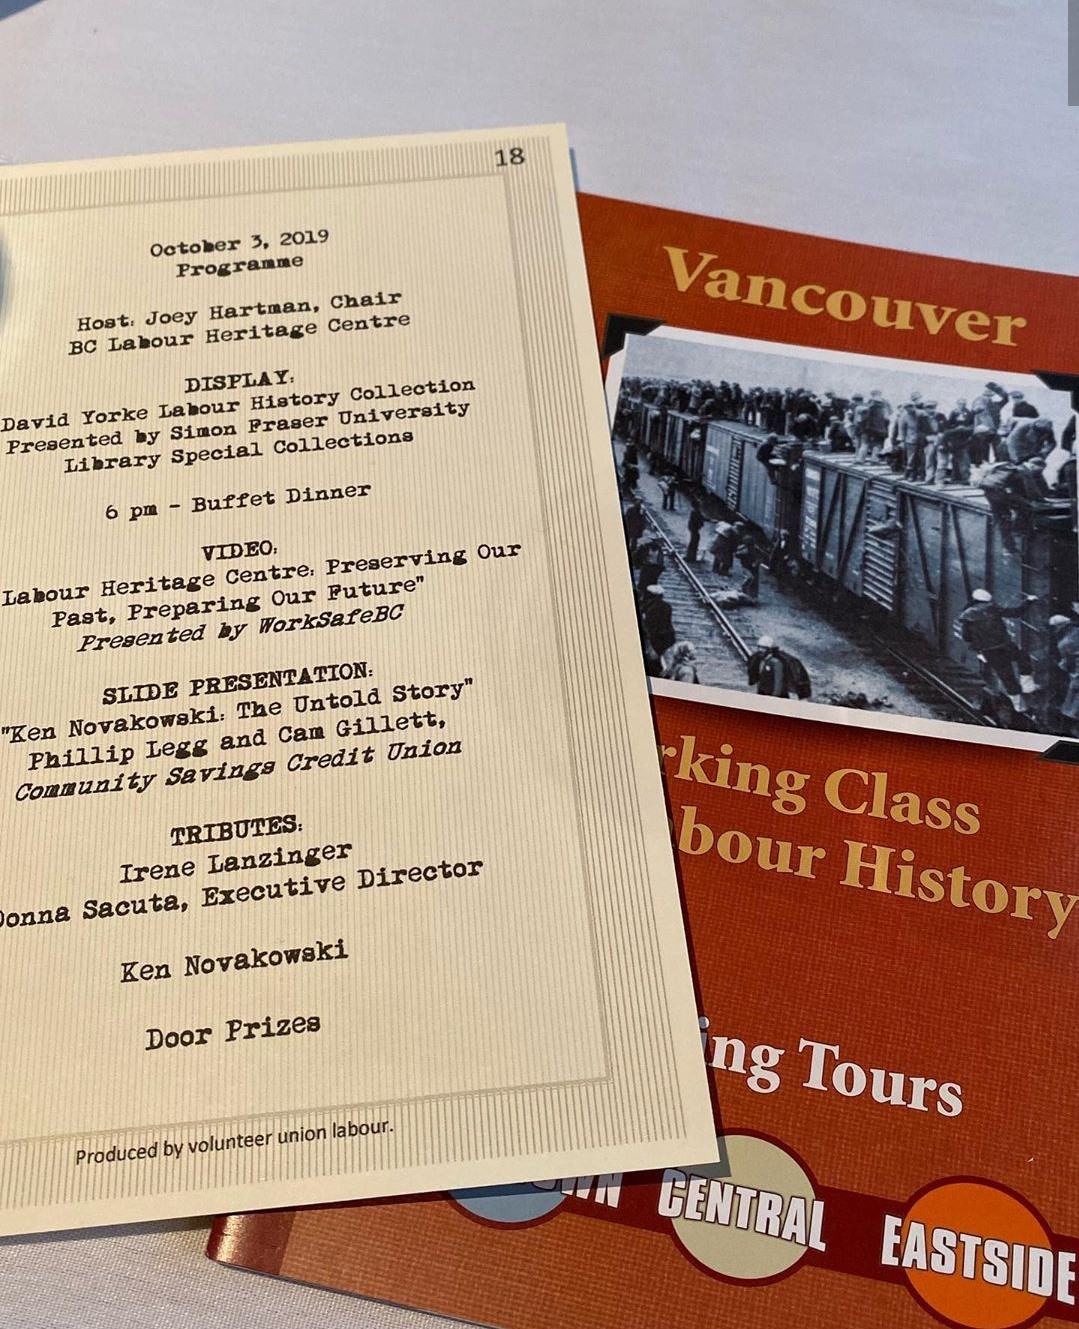 18
October 3, 2019
Programme
Host: Joey Hartman, Chair
BC Labour Heritage Centre
DISPLAY:
David Yorke Labour History Collection
Presented by Simon Fraser University
Library Special Collections
6 pm - Buffet Dinner
VIDEO:
Labour Heritage Centre: Preserving Our
Past, Preparing Our Future"
Presented by WorkSafeBC
SLIDE PRESENTATION:
"Ken Novakowski: The Untold Story"
Phillip Legg and Cam Gillett,
Community Savings Credit Union
TRIBUTES:
Irene Lanzinger
Donna Sacuta, Executive Director
Ken Novakowski
Door Prizes
Produced by volunteer union labour.
Vancouver
rking Class
bour History
ing Tours
OWN CENTRAL EASTSIDE